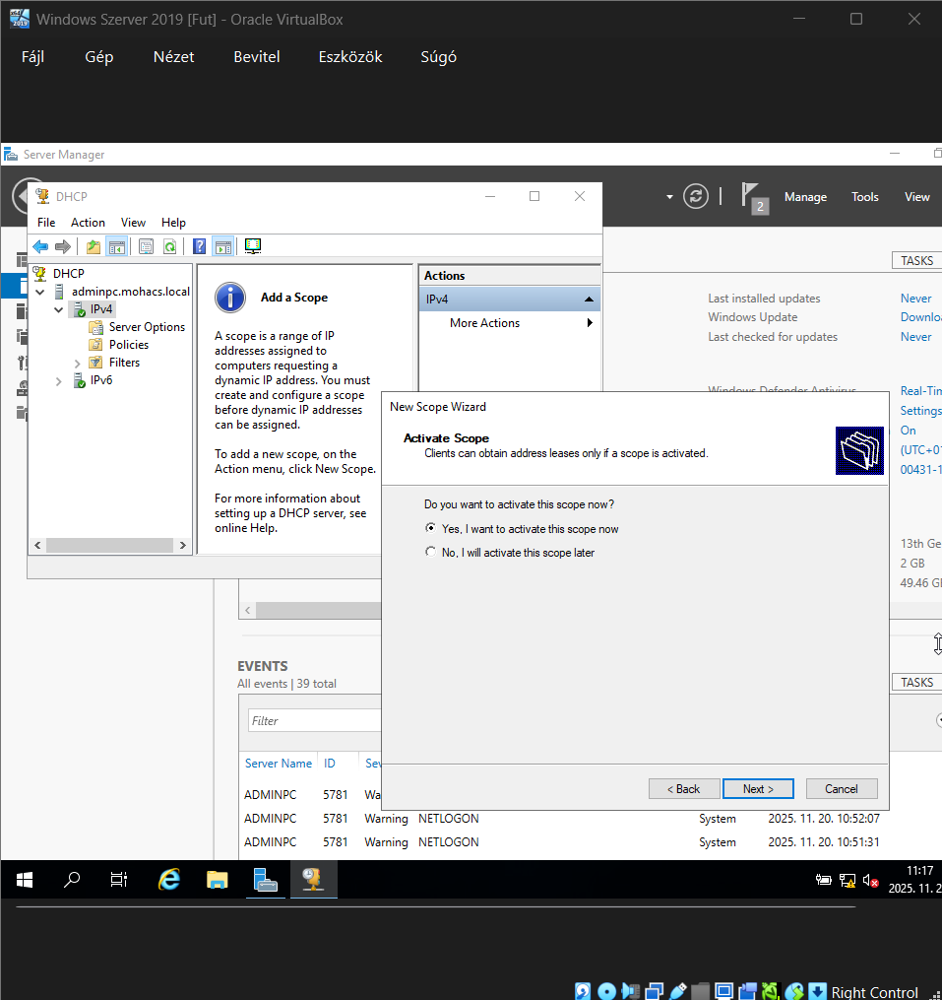 Windows Szerver 2019 [Fut] - Oracle VirtualBox
Fájl Gép Nézet Bevitel Eszközök Súgó
Server Manager
2 Manage Tools View
DHCP
File Action View Help
DHCP
adminpc.mohacs.local
IPv4
Server Options
Policies
Filters
IPv6
Add a Scope
A scope is a range of IP
addresses assigned to
computers requesting a
dynamic IP address. You must
create and configure a scope
before dynamic IP addresses
can be assigned.
To add a new scope, on the
Action menu, click New Scope.
For more information about
setting up a DHCP server, see
online Help.
Actions
IPv4
More Actions
TASKS
Last installed updates Never
Windows Update Downlo
Last checked for updates Never
Windows Defender Antivirus Real-Tim
Settings
On
(UTC+01
00431-1
13th Ge
2 GB
49.46 GB
New Scope Wizard
Activate Scope
Clients can obtain address leases only if a scope is activated.
Do you want to activate this scope now?
Yes, I want to activate this scope now
No, I will activate this scope later
< Back Next > Cancel
EVENTS
All events | 39 total
TASKS
Filter
Server Name ID Sev
ADMINPC 5781 Wa
ADMINPC 5781 Warning NETLOGON System 2025. 11. 20. 10:52:07
ADMINPC 5781 Warning NETLOGON System 2025. 11. 20. 10:51:31
11:17
2025. 11. 2
Right Control